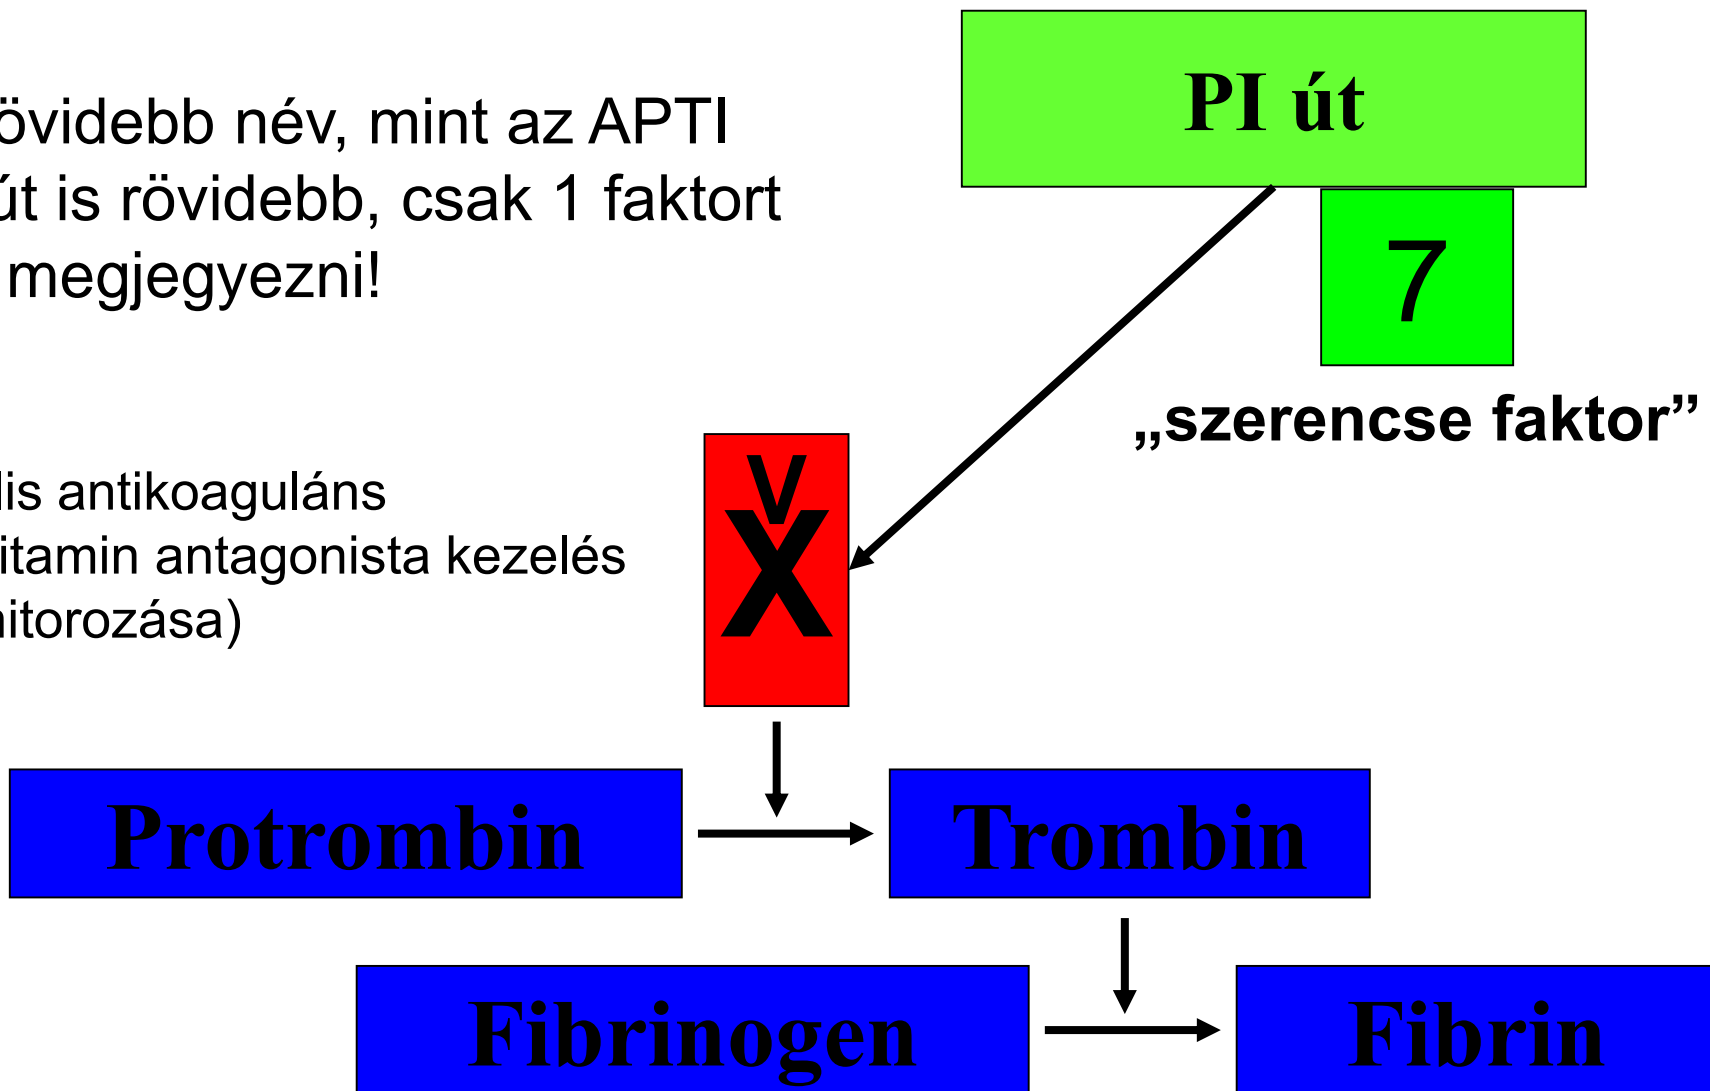 PI út
övidebb név, mint az APTI
út is rövidebb, csak 1 faktort
megjegyezni!
7
„szerencse faktor”
lis antikoaguláns
itamin antagonista kezelés
nitorozása)
V
X
Protrombin
Trombin
Fibrinogen
Fibrin